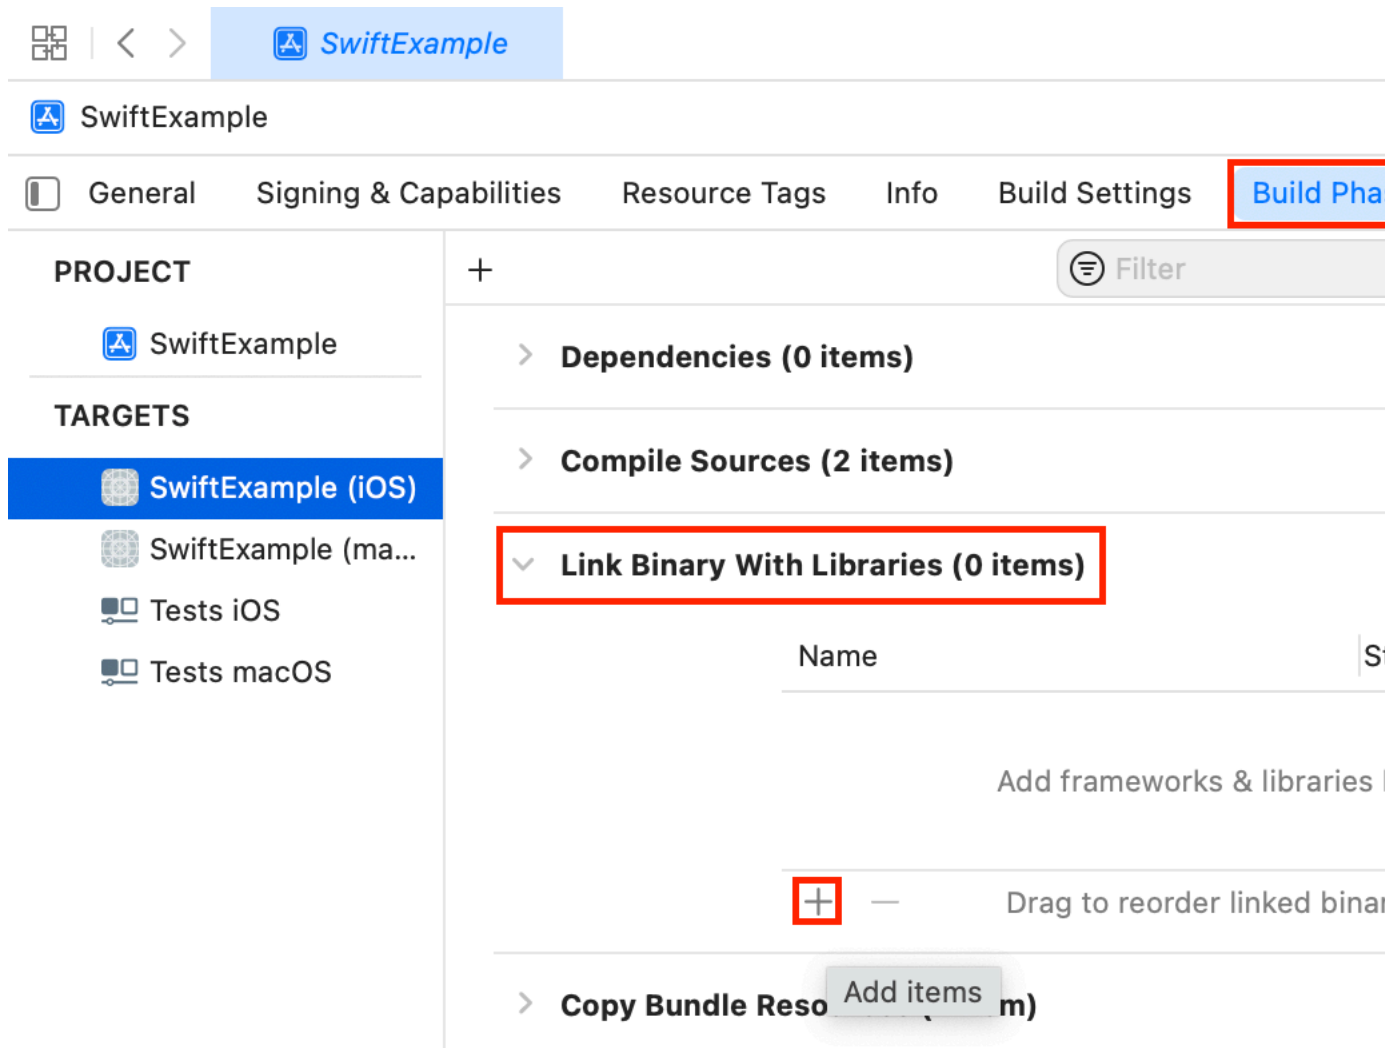 SwiftExample
SwiftExample
General Signing & Capabilities Resource Tags Info Build Settings Build Pha
PROJECT
Filter
SwiftExample
Dependencies (0 items)
TARGETS
Compile Sources (2 items)
SwiftExample (iOS)
SwiftExample (ma...
Link Binary With Libraries (0 items)
Tests iOS
Name
St
Tests macOS
Add frameworks & libraries
Drag to reorder linked binar
Add items
Copy Bundle Reso
m)